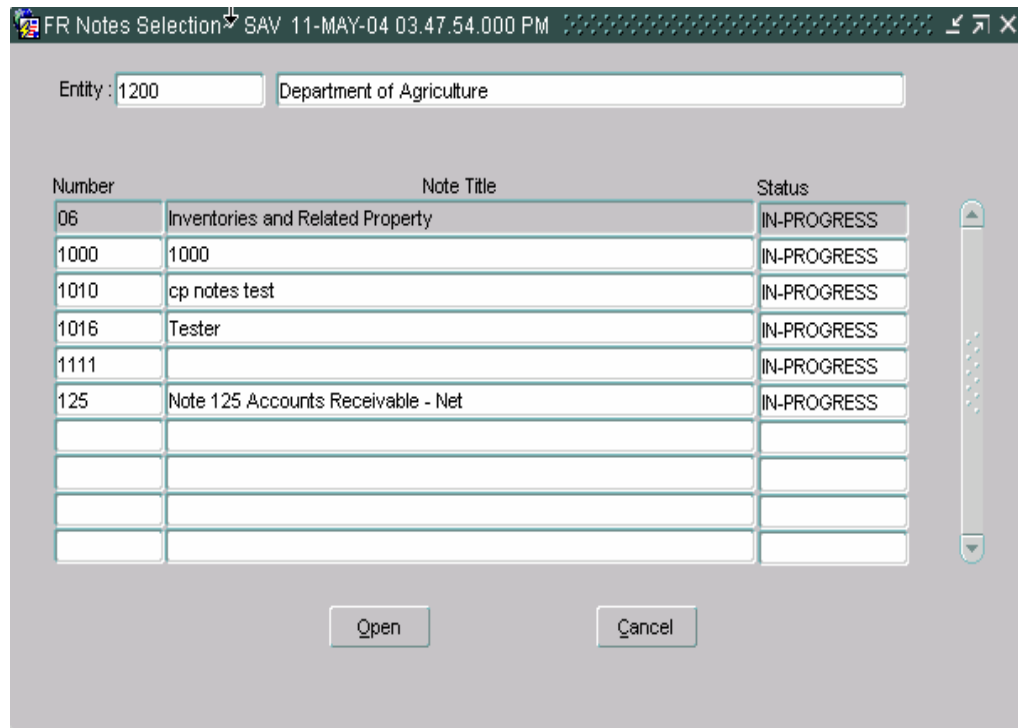 FR Notes Selection SAV 11-MAY-04 03.47.54.000 PM
Entity : 1200 Department of Agriculture
Number Note Title Status
06 Inventories and Related Property IN-PROGRESS
1000 1000 IN-PROGRESS
1010 cp notes test IN-PROGRESS
1016 Tester IN-PROGRESS
1111 IN-PROGRESS
125 Note 125 Accounts Receivable - Net IN-PROGRESS
Open Cancel